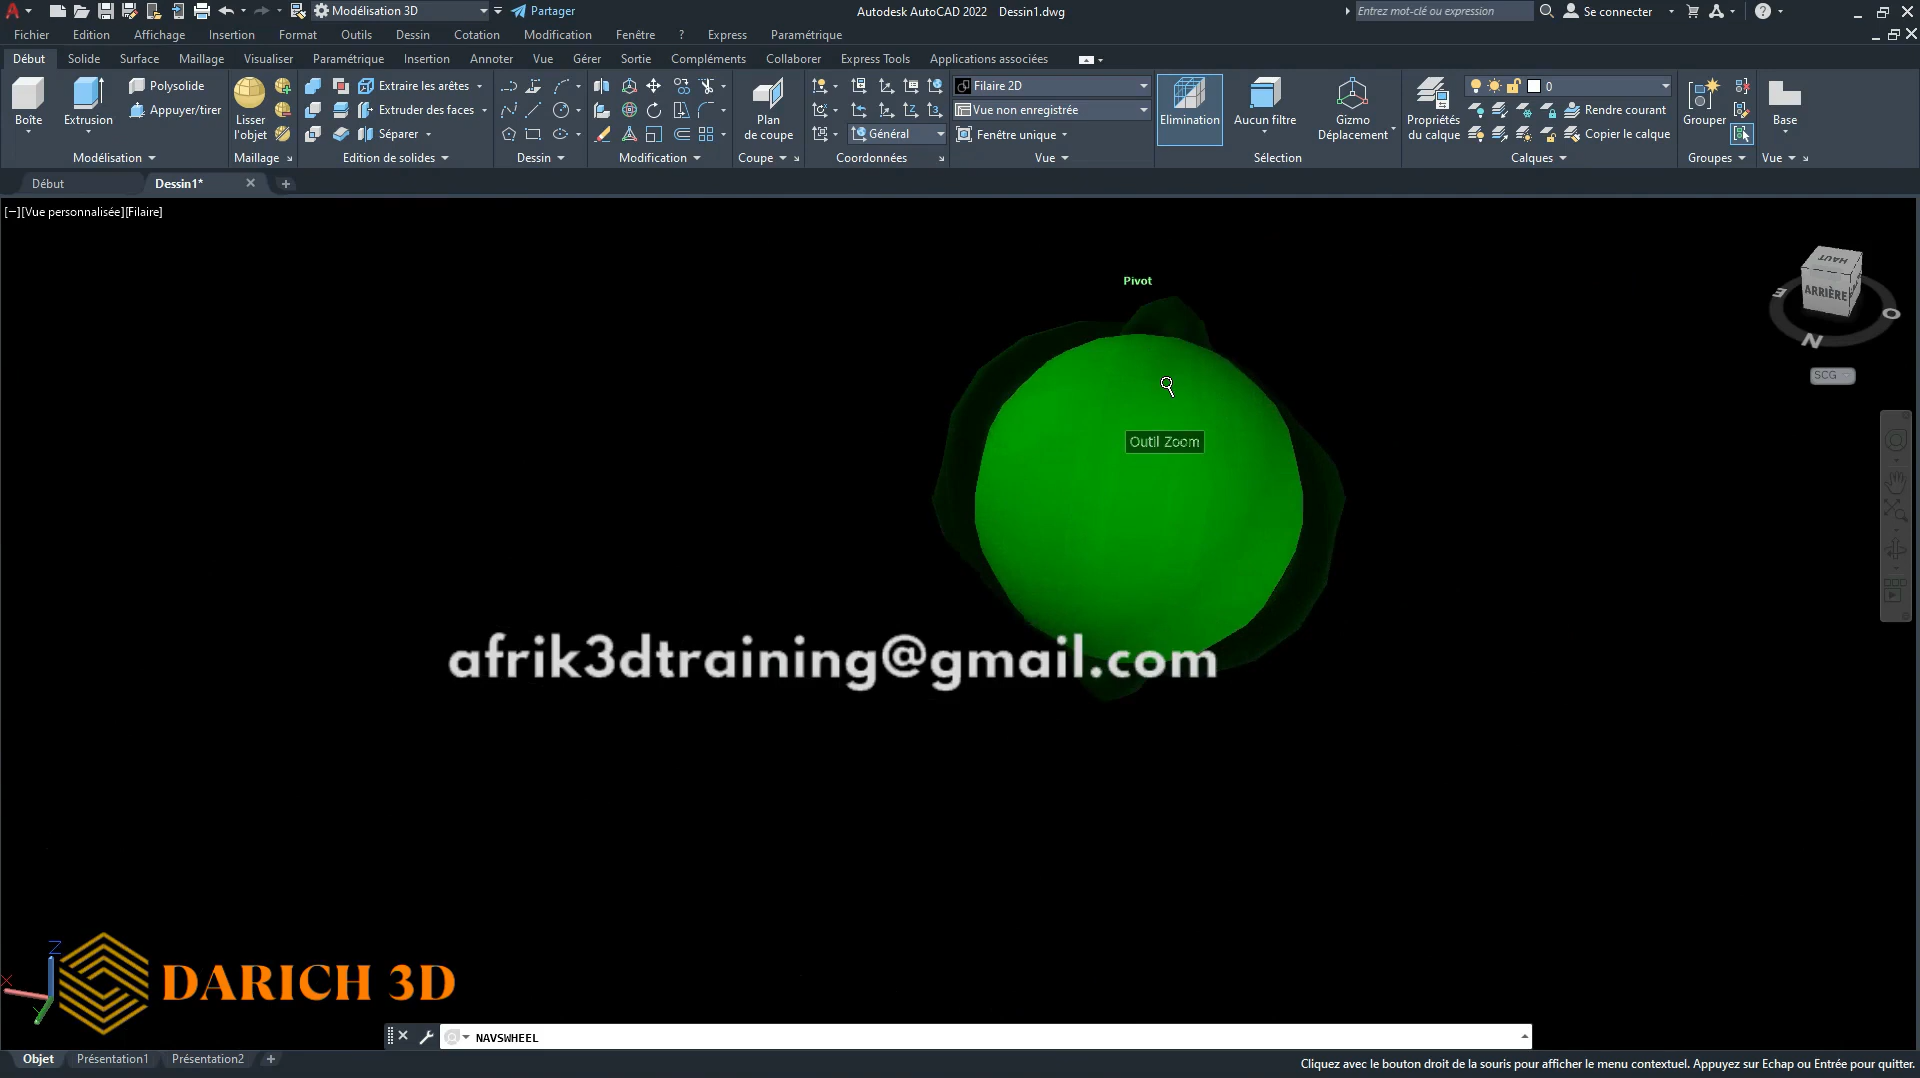 Modélisation 3D
Partager
Autodesk AutoCAD 2022 Dessin1.dwg
Entrez mot-clé ou expression
Se connecter
Fichier Edition Affichage Insertion Format Outils Dessin Cotation Modification Fenêtre ? Express Paramétrique
Début Solide Surface Maillage Visualiser Paramétrique Insertion Annoter Vue Gérer Sortie Compléments Collaborer Express Tools Applications associées
Boîte
Extrusion
Polysolide
Appuyer/tirer
Modélisation
Lisser
l'objet
Maillage
Extraire les arêtes
Extruder des faces
Séparer
Edition de solides
Dessin
Modification
Plan
de coupe
Coupe
Général
Coordonnées
Filaire 2D
Vue non enregistrée
Fenêtre unique
Vue
Elimination
Aucun filtre
Gizmo
Déplacement
Sélection
Propriétés
du calque
0
Rendre courant
Copier le calque
Calques
Grouper
Groupes
Base
Vue
Début
Dessin1*
[−][Vue personnalisée][Filaire]
Pivot
Outil Zoom
HAUT
ARRIÈRE
E
O
N
SCG
afrik3dtraining@gmail.com
Z
X
DARICH 3D
NAVSWHEEL
Objet Présentation1 Présentation2 +
Cliquez avec le bouton droit de la souris pour afficher le menu contextuel. Appuyez sur Echap ou Entrée pour quitter.